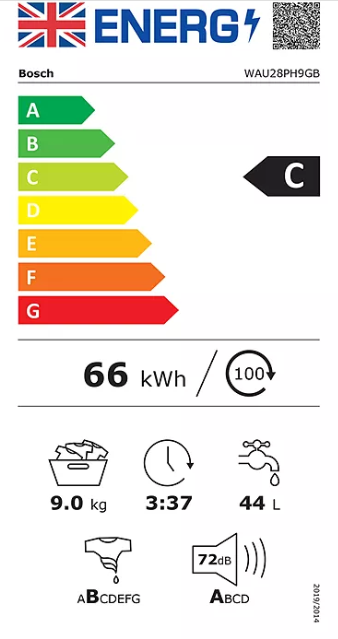 ENERG
Bosch WAU28PH9GB
A
B
C
C
D
E
F
G
66 kWh / 100
9.0 kg 3:37 44 L
72dB
ABCDEFG ABCD
2019/2014